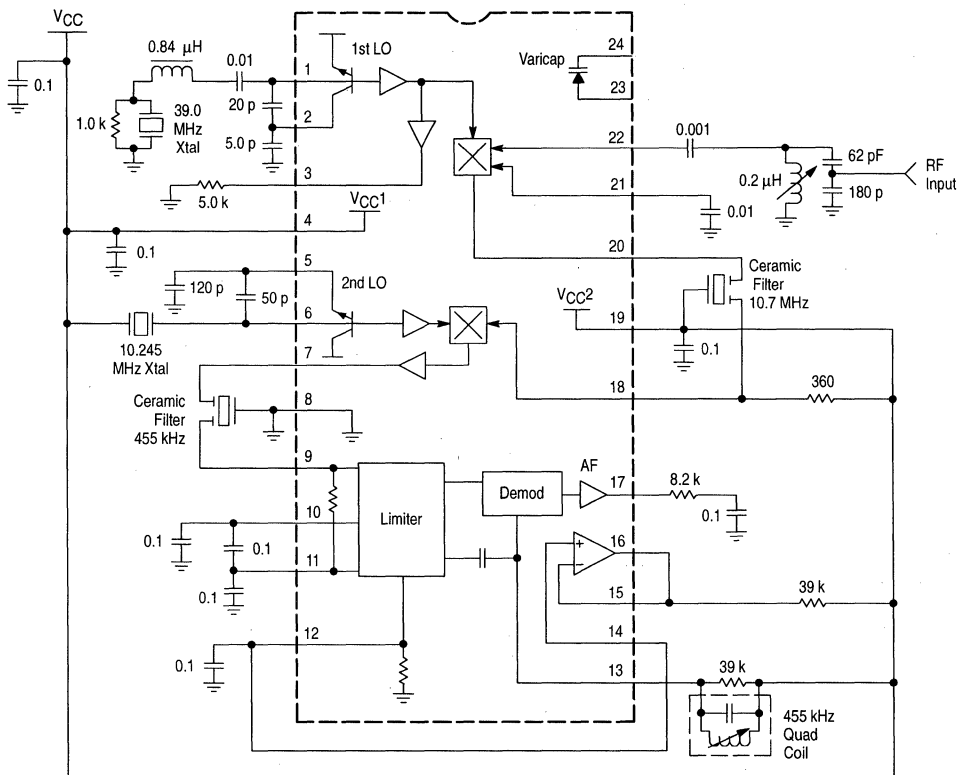 VCC
0.1
0.84 µH
0.01
1.0 k
39.0
MHz
Xtal
20 p
5.0 p
5.0 k
0.1
1
2
3
4
5
6
7
8
9
10
11
12
1st LO
VCC1
120 p
50 p
2nd LO
10.245
MHz Xtal
Ceramic
Filter
455 kHz
0.1
0.1
0.1
0.1
Limiter
Demod
AF
+
–
VCC2
Varicap
24
23
22
21
20
19
18
17
16
15
14
13
0.001
0.2 µH
62 pF
180 p
RF
Input
0.01
Ceramic
Filter
10.7 MHz
0.1
360
8.2 k
0.1
39 k
39 k
455 kHz
Quad
Coil